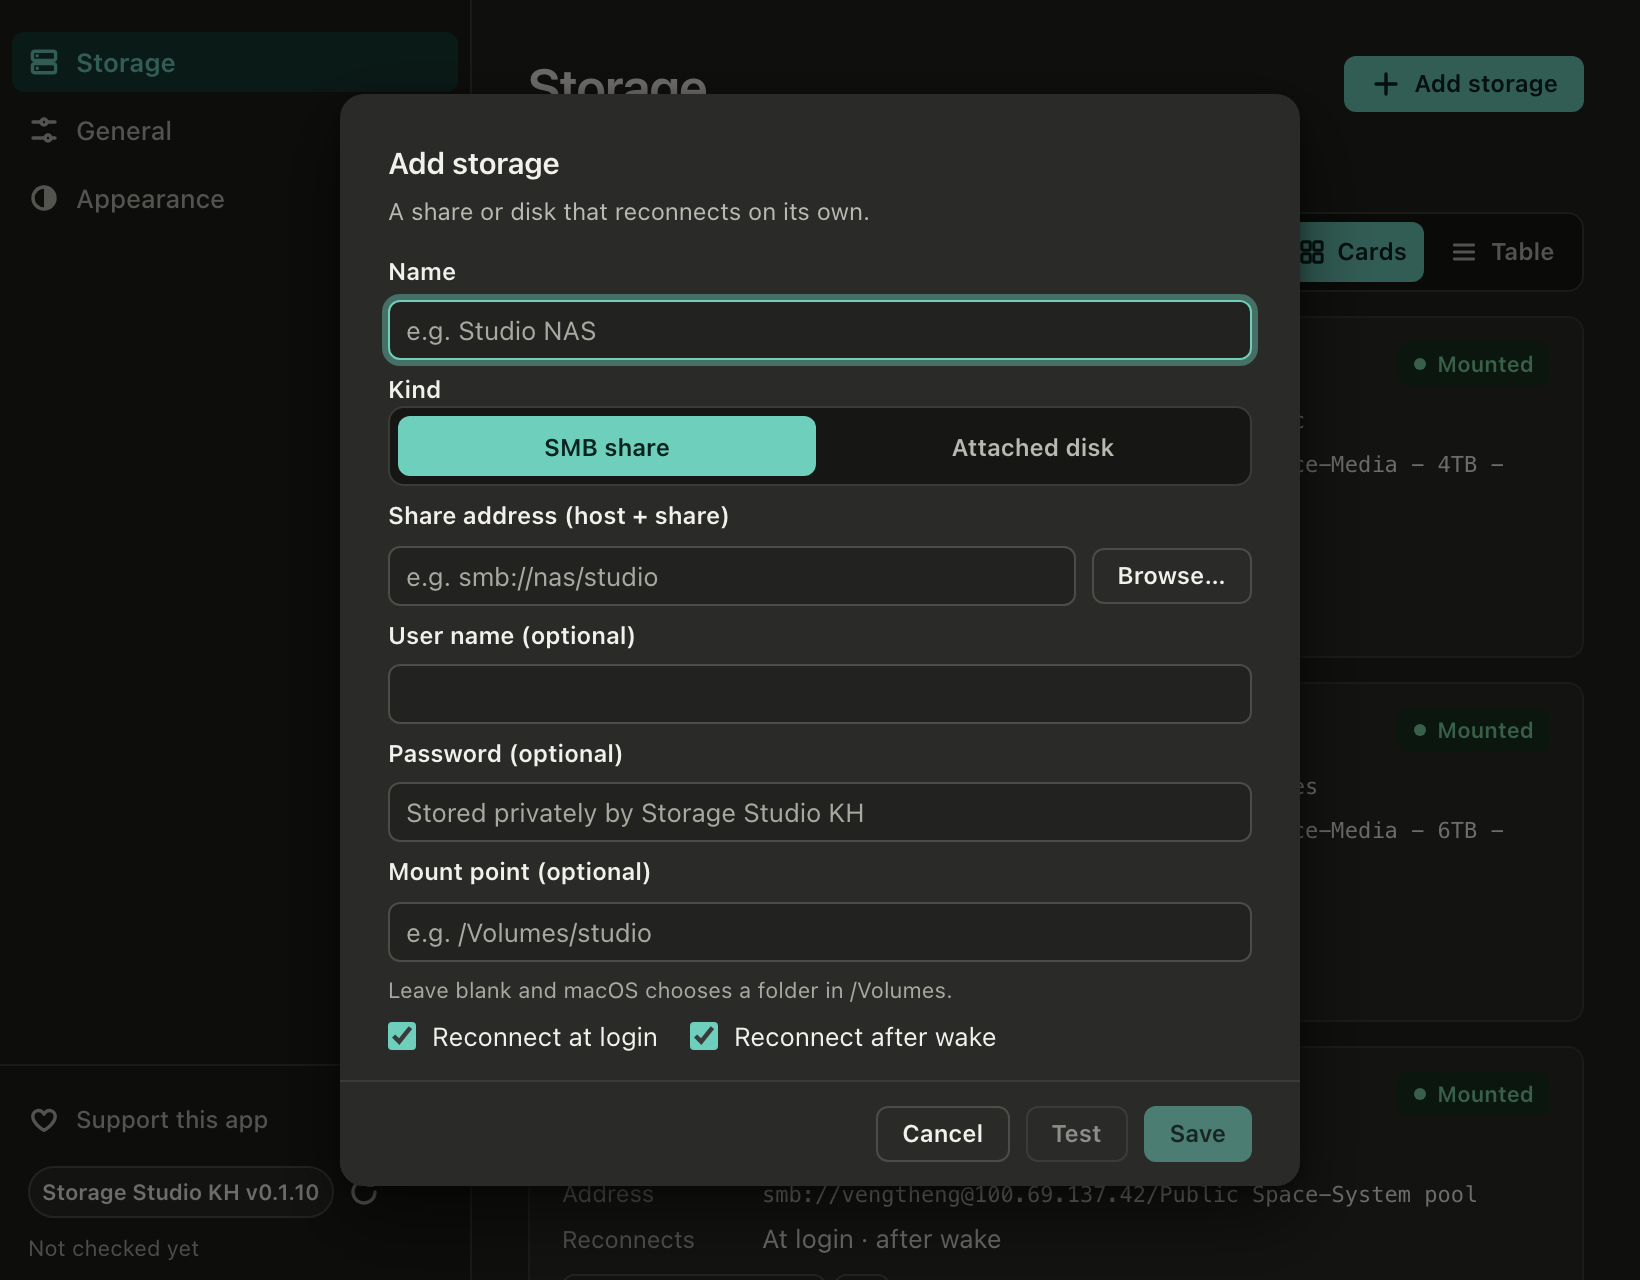 Storage
General
Appearance
Storage
Add storage
Cards
Table
Add storage
A share or disk that reconnects on its own.
Name
e.g. Studio NAS
Kind
SMB share
Attached disk
Share address (host + share)
e.g. smb://nas/studio
Browse...
User name (optional)
Password (optional)
Stored privately by Storage Studio KH
Mount point (optional)
e.g. /Volumes/studio
Leave blank and macOS chooses a folder in /Volumes.
Reconnect at login
Reconnect after wake
Cancel
Test
Save
Mounted
-Media – 4TB –
Mounted
-Media – 6TB –
Mounted
Address smb://vengtheng@100.69.137.42/Public Space-System pool
Reconnects At login · after wake
Support this app
Storage Studio KH v0.1.10
Not checked yet